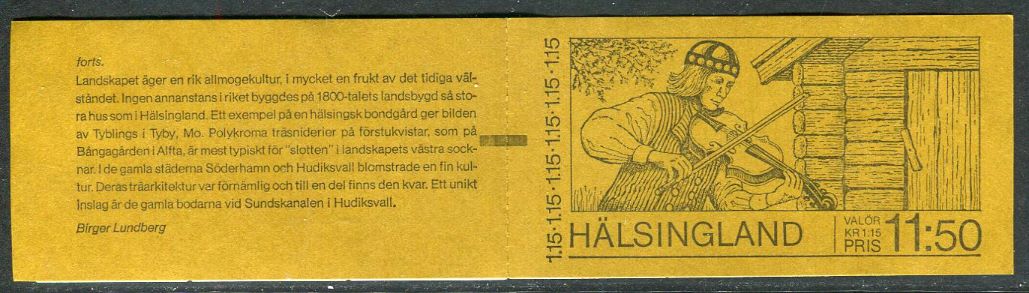 forts.
Landskapet äger en rik allmogekultur, i mycket en frukt av det tidiga väl-
ståndet. Ingen annanstans i riket byggdes på 1800-talets landsbygd så sto-
ra hus som i Hälsingland. Ett exempel på en hälsingsk bondgård ger bilden
av Tyblings i Tyby, Mo. Polykroma träsniderier på förstukvistar, som på
Bångagården i Alfta, är mest typiskt för "slotten" i landskapets västra sock-
nar. I de gamla städerna Söderhamn och Hudiksvall blomstrade en fin kul-
tur. Deras träarkitektur var förnämlig och till en del finns den kvar. Ett unikt
inslag är de gamla bodarna vid Sundskanalen i Hudiksvall.
Birger Lundberg
1.15·1.15·1.15·1.15·1.15·1.15
HÄLSINGLAND
VALÖR
KR 1.15
PRIS
11:50